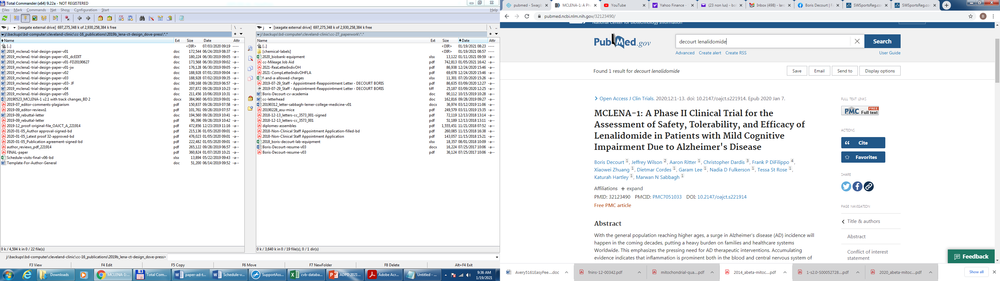 Total Commander (x64) 9.22a - NOT REGISTERED
Files Mark Commands Net Show Configuration Start Help
j [seagate external drive] 697,275,348 k of 2,930,258,384 k free \ ..
j:\backups\bd-computer\cleveland-clinic\cc-16_publications\2019b_lena-ct-design_dove-press\*.* * 
Name Ext Size Date Attr
[..] <DIR> 07/03/2020 09:19 ----
2019_mclena1-trial-design-paper-v01 doc 172,544 06/24/2019 08:37 -a--
2019_mclena1-trial-design-paper-v01_dcEDIT doc 180,224 06/30/2019 09:05 -a--
2019_mclena1-trial-design-paper-v01-FD20190627 doc 173,568 06/30/2019 09:02 -a--
2019_mclena1-trial-design-paper-v01-jw doc 176,128 06/30/2019 09:05 -a--
2019_mclena1-trial-design-paper-v02 doc 188,928 07/01/2019 09:04 -a--
2019_mclena1-trial-design-paper-v03 doc 188,928 07/02/2019 09:35 -a--
2019_mclena1-trial-design-paper-v03- JF doc 199,168 09/28/2019 06:57 -a--
2019_mclena1-trial-design-paper-v04 doc 207,872 09/28/2019 10:23 -a--
2019_mclena1-trial-design-paper-v05 doc 211,456 10/06/2019 10:31 -a--
20190523_MCLENA-1 v2.1 with track changes_BD 2 docx 384,960 06/03/2019 09:01 -a--
2019-07_editor-comments-plagiarism pdf 150,837 09/28/2019 07:58 -a--
2019-09_editor-reviews1 pdf 101,761 09/28/2019 07:57 -a--
2019-09_rebuttal-letter doc 194,560 09/28/2019 10:41 -a--
2019-09_rebuttal-letter pdf 96,396 09/28/2019 10:42 -a--
2019-12_proof-original-file_OAJCT_A_221914 pdf 472,856 12/23/2019 11:16 -a--
2020-01-05_Author approval-signed-bd pdf 215,136 01/05/2020 09:01 -a--
2020-01-05_Latest proof 32-approved-bd pdf 476,023 01/05/2020 09:01 -a--
2020-01-05_Publication agreement-signed-bd pdf 222,482 01/05/2020 09:01 -a--
author_reviews_pdf_221914 pdf 265,122 09/28/2019 06:57 -a--
FINAL-paper pdf 360,824 01/07/2020 10:21 -a--
Schedule-visits-final-v06-bd xlsx 13,894 05/22/2019 09:43 -a--
Template-For-Author-General doc 51,200 06/14/2019 09:52 -a--
0 k / 4,594 k in 0 / 22 file(s)
j [seagate external drive] 697,275,348 k of 2,930,258,384 k free \ ..
j:\backups\bd-computer\cleveland-clinic\cc-27_paperwork\*.* *
Name Ext Size Date Attr
[..] <DIR> 01/19/2021 08:23 ----
[chemical-labels] <DIR> 01/19/2021 08:57 ----
2020_biobank-equipment xlsx 13,122 01/11/2021 09:59 -a--
cc-Mileage Job Aid pdf 742,813 01/05/2021 16:42 -a--
2021-ReaLetterIndivOH pdf 86,938 12/24/2020 15:46 -a--
2021-CompLetterIndivOHFLA pdf 69,678 12/24/2020 15:46 -a--
f-and-a-allowed-charges xlsx 11,301 07/20/2020 15:26 -a--
2019-07-29_Staff - Appointment-Reappointment Letter - DECOURT BORIS pdf 86,635 03/09/2020 12:27 -a--
2019-07-29_Staff - Appointment-Reappointment Letter - DECOURT BORIS tiff 25,187 03/09/2020 12:25 -a--
Boris-Decourt-cv-academia doc 90,112 10/15/2019 10:28 -a--
cc-letterhead doc 162,816 09/28/2019 09:27 -a--
20190312_letter-sabbagh-lerner-college-medicine-v01 docx 36,974 03/12/2019 11:06 -a--
20190228_asu-mice pdf 249,579 03/11/2019 15:35 -a--
2018-12-13_letters-cc_3573_001-signed pdf 72,119 12/13/2018 13:14 -a--
2018-12-13_letters-cc_3573_001 pdf 51,189 12/13/2018 13:11 -a--
diplomes-assembles pdf 1,555,451 11/21/2018 07:52 -a--
2018-Non-Clinical Staff Appointment Application-filled-bd pdf 260,085 11/15/2018 16:38 -a--
2018-Non-Clinical Staff Appointment Application pdf 143,057 11/15/2018 15:21 -a--
2018_boris-decourt-lab-equipment xlsx 18,357 08/01/2018 10:09 -a--
Boris-Decourt-resume-v03 docx 16,224 07/25/2017 10:06 -a--
Boris-Decourt-resume-v03 pdf 36,124 07/25/2017 10:06 -a--
0 k / 3,640 k in 0 / 19 file(s), 0 / 1 dir(s)
j:\backups\bd-computer\cleveland-clinic\cc-16_publications\2019b_lena-ct-design_dove-press>
F3 View F4 Edit F5 Copy F6 Move F7 NewFolder F8 Delete Alt+F4 Exit
Downloads MCLENA-1:... Total Com... paper-ad-t... Schedule-v... SupportAss... cvb-databa... ADPD 2021... Adobe Acr... Untitled - ...
9:36 AM
1/19/2021
pubmed - Swagb MCLENA-1: A Ph YouTube Yahoo Finance - (23 non lus) - bo Inbox (498) - laro Boris Decourt | F SWSportsReg.co SWSportsReg.co
pubmed.ncbi.nlm.nih.gov/32123490/ B
National Center for Biotechnology Information
PubMed.gov
decourt lenalidomide
Search
Advanced Create alert Create RSS User Guide
Found 1 result for decourt lenalidomide
Save Email Send to Display options
Open Access J Clin Trials. 2020;12:1-13. doi: 10.2147/oajct.s221914. Epub 2020 Jan 7.
MCLENA-1: A Phase II Clinical Trial for the
Assessment of Safety, Tolerability, and Efficacy of
Lenalidomide in Patients with Mild Cognitive
Impairment Due to Alzheimer's Disease
Boris Decourt 1, Jeffrey Wilson 2, Aaron Ritter 1, Christopher Dardis 3, Frank P DiFilippo 4,
Xiaowei Zhuang 1, Dietmar Cordes 1, Garam Lee 1, Nadia D Fulkerson 1, Tessa St Rose 1,
Katurah Hartley 1, Marwan N Sabbagh 1
Affiliations + expand
PMID: 32123490 PMCID: PMC7051033 DOI: 10.2147/oajct.s221914
Free PMC article
Abstract
With the general population reaching higher ages, a surge in Alzheimer's disease (AD) incidence will
happen in the coming decades, putting a heavy burden on families and healthcare systems
Worldwide. This emphasizes the pressing need for AD therapeutic interventions. Accumulating
evidence indicates that inflammation is prominent both in the blood and central nervous system of
FULL TEXT LINKS
PMC FREE Full text
ACTIONS
Cite
Favorites
SHARE
PAGE NAVIGATION
Title & authors
Abstract
Conflict of interest
statement
Feedback
Avery5161EasyPee....doc fnins-12-00342.pdf mitochondrial-qua....pdf 2014_abeta-mitoc....pdf 1-s2.0-S00052728....pdf 2020_abeta-mitoc....pdf Show all